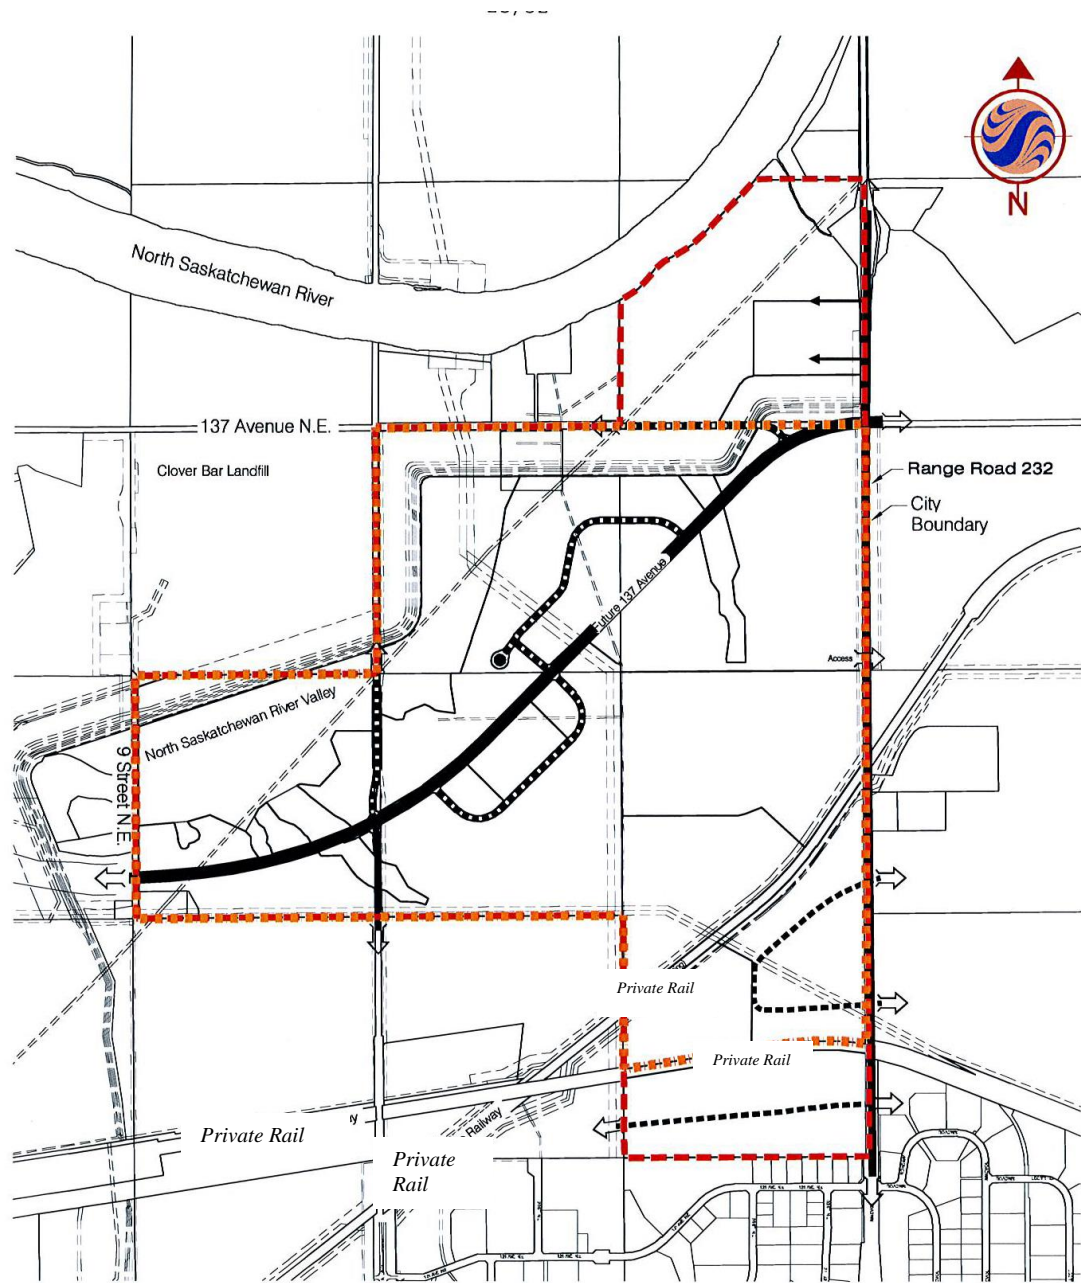 N
North Saskatchewan River
137 Avenue N.E.
Clover Bar Landfill
Range Road 232
City
Boundary
Future 137 Avenue
Access
North Saskatchewan River Valley
9 Street N.E.
Private Rail
Private Rail
Private Rail
Railway
Private
Rail